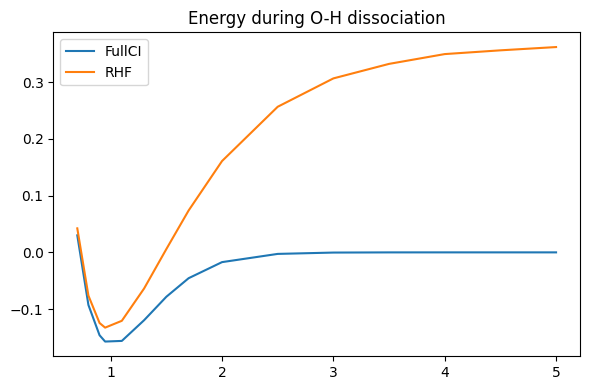 Energy during O-H dissociation
FullCI
RHF
0.3
0.2
0.1
0.0
−0.1
1 2 3 4 5